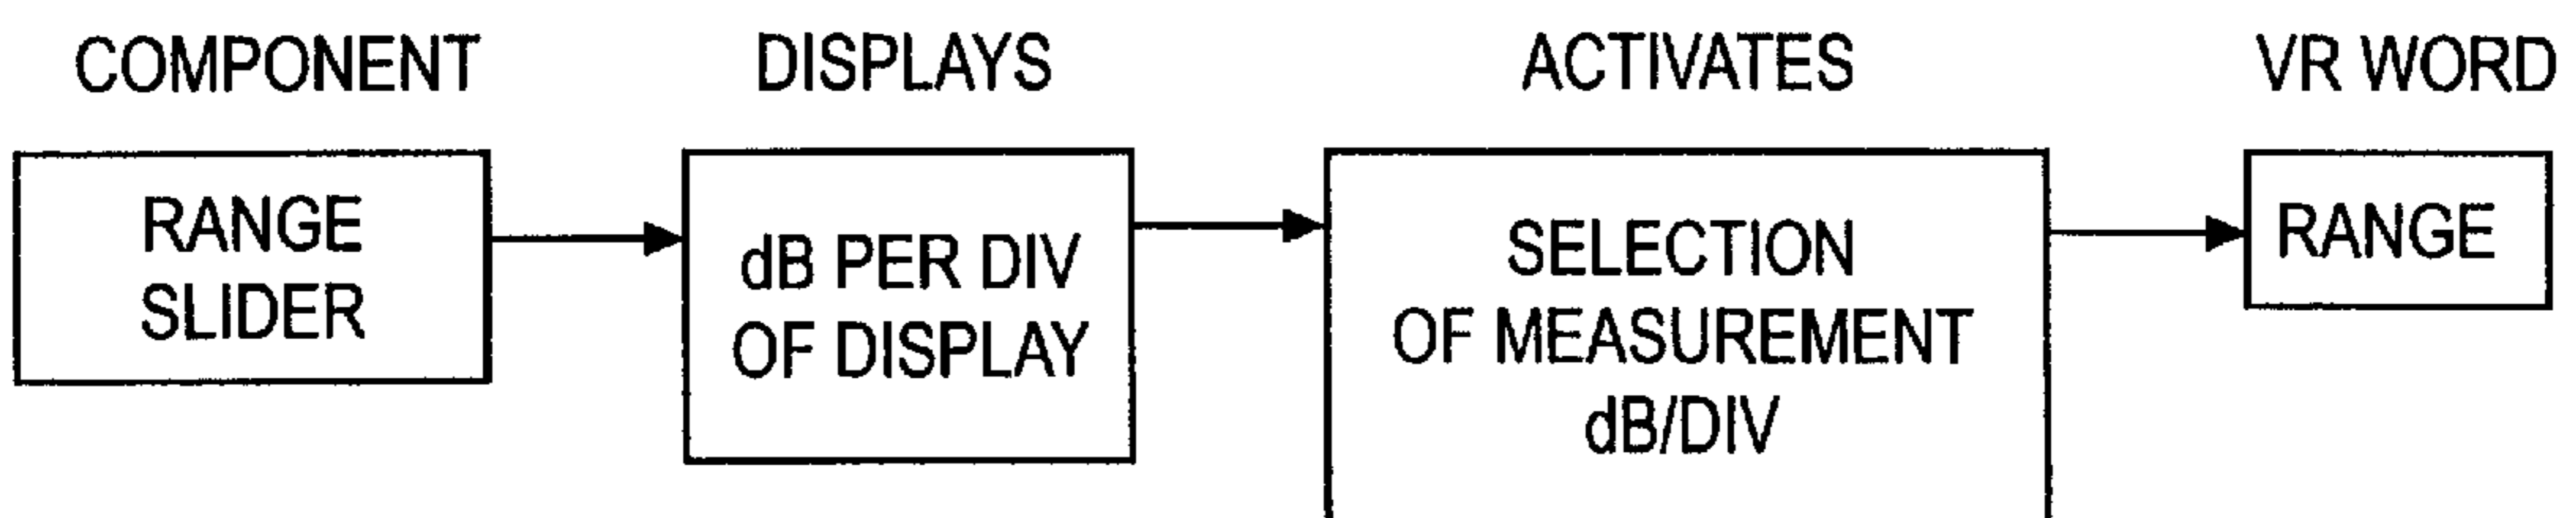 COMPONENT
DISPLAYS
ACTIVATES
VR WORD
RANGE
SLIDER
dB PER DIV
OF DISPLAY
SELECTION
OF MEASUREMENT
dB/DIV
RANGE